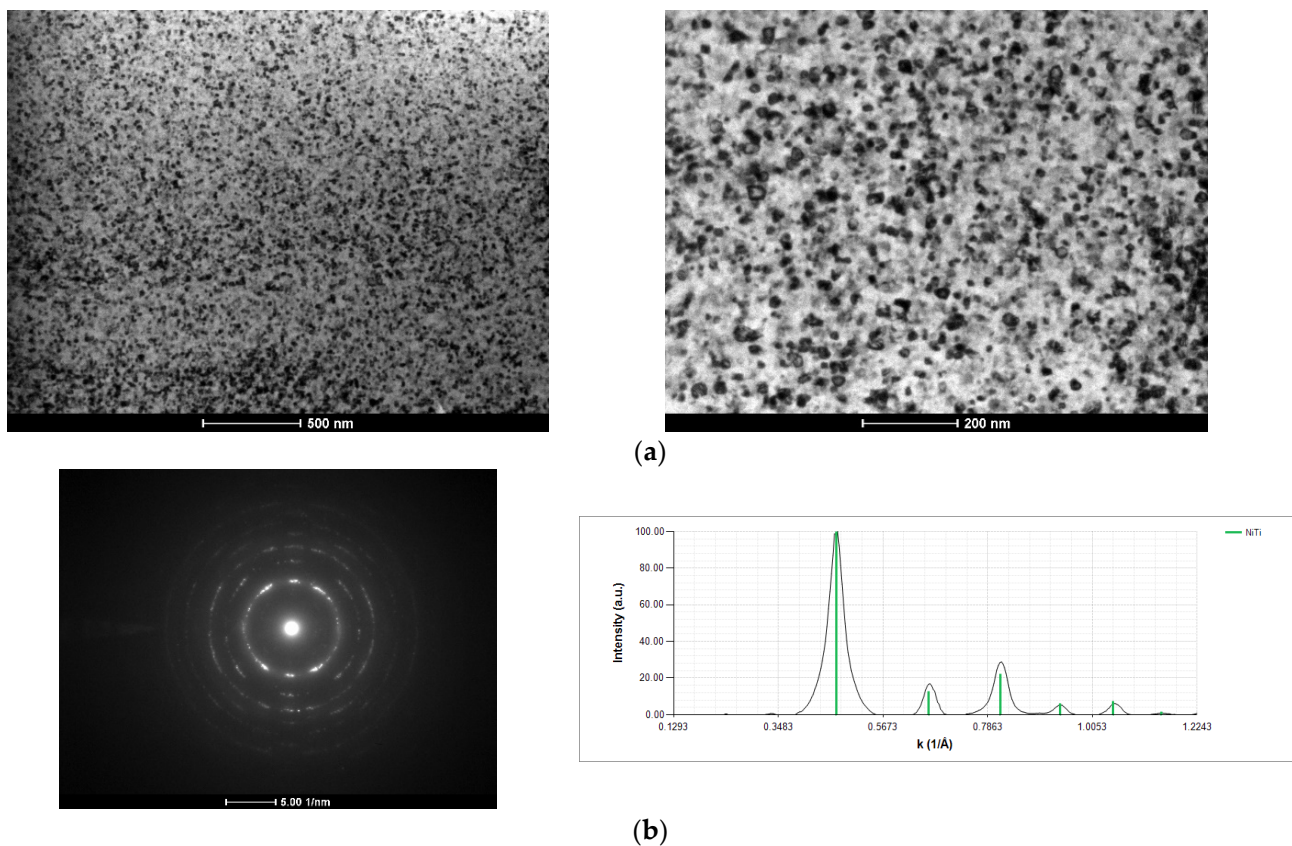 500 nm
200 nm
(a)
5.00 1/nm
Intensity (a.u.)
100.00
80.00
60.00
40.00
20.00
0.00
0.1293 0.3483 0.5673 0.7863 1.0053 1.2243
k (1/Å)
NiTi
(b)